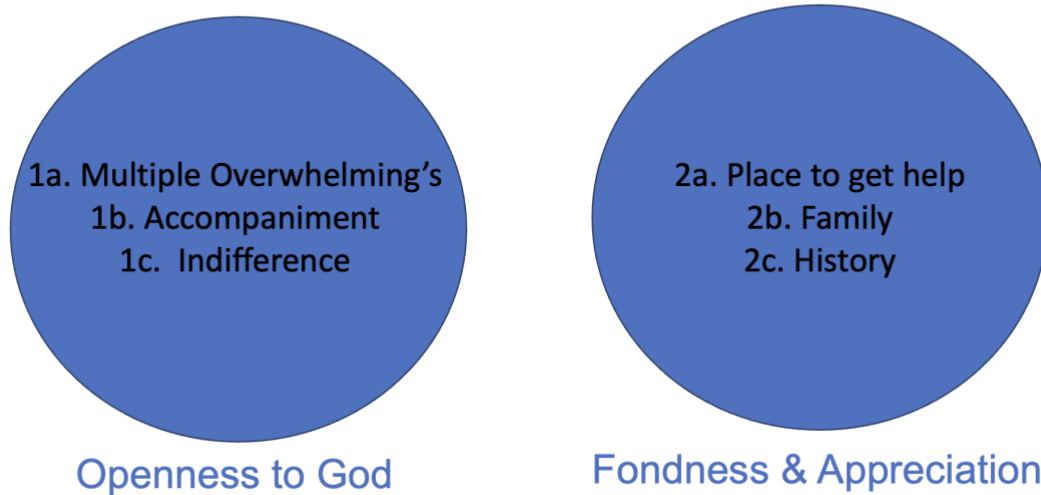 1a. Multiple Overwhelming’s
1b. Accompaniment
1c. Indifference
Openness to God
2a. Place to get help
2b. Family
2c. History
Fondness & Appreciation